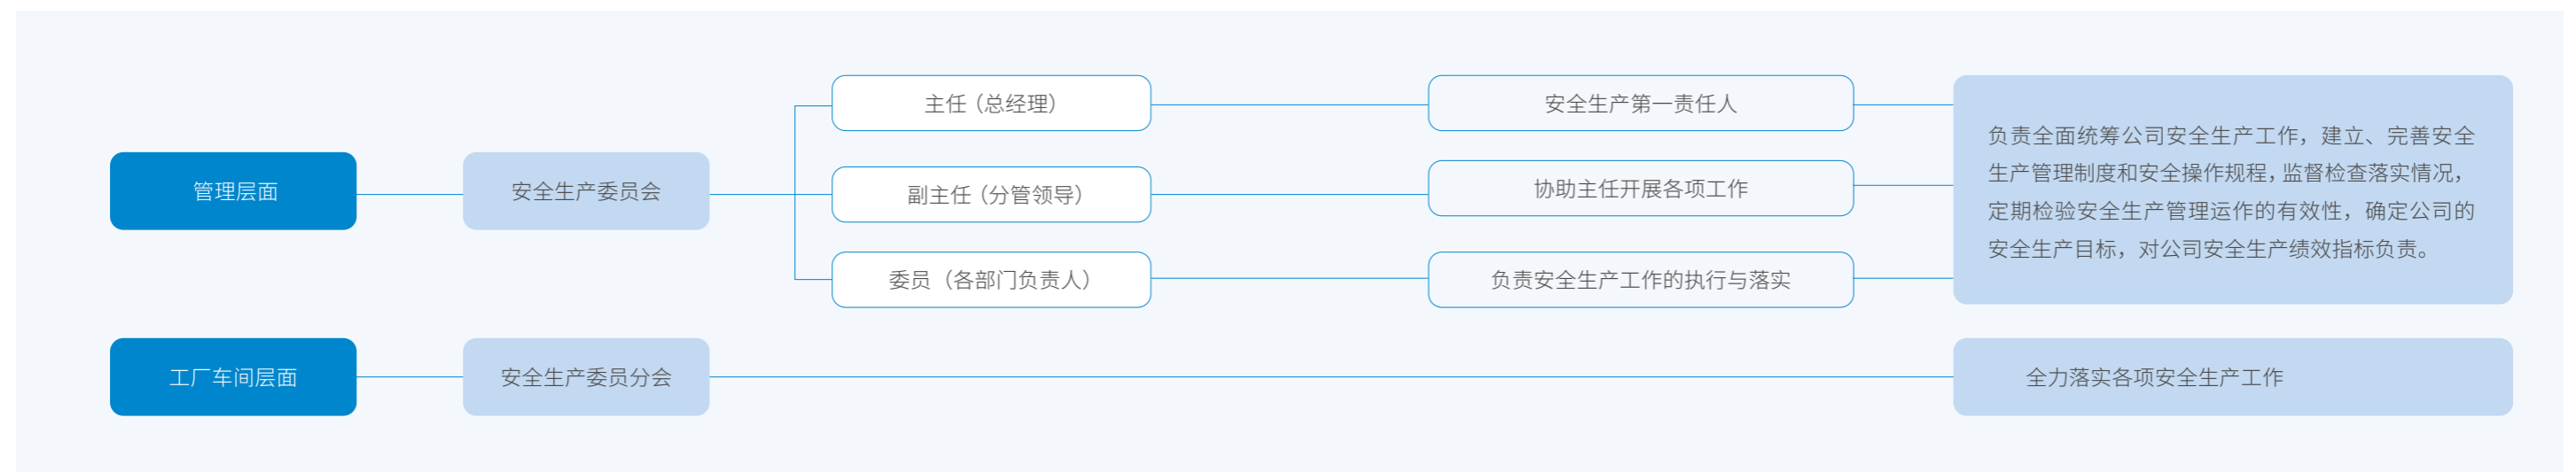 管理层面
安全生产委员会
主任（总经理）
安全生产第一责任人
副主任（分管领导）
协助主任开展各项工作
委员（各部门负责人）
负责安全生产工作的执行与落实
负责全面统筹公司安全生产工作，建立、完善安全
生产管理制度和安全操作规程，监督检查落实情况，
定期检验安全生产管理运作的有效性，确定公司的
安全生产目标，对公司安全生产绩效指标负责。
工厂车间层面
安全生产委员分会
全力落实各项安全生产工作